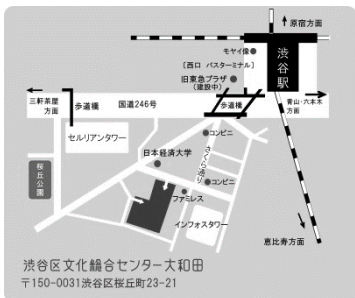 原宿方面
モヤイ像
[西口 バスターミナル]
渋谷駅
旧東急プラザ
(建設中)
三軒茶屋
方面
歩道橋
国道246号
歩道橋
青山・六本木
方面
セルリアンタワー
コンビニ
さくら通り
日本経済大学
桜丘公園
コンビニ
ファミレス
インフォスタワー
恵比寿方面
渋谷区文化総合センター大和田
〒150-0031渋谷区桜丘町23-21